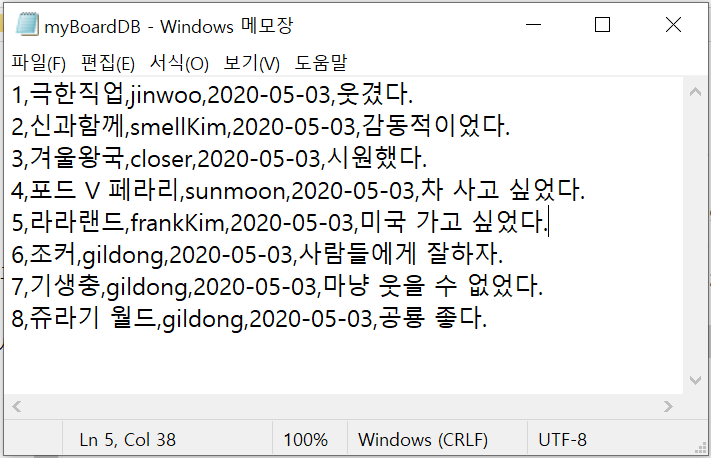 myBoardDB - Windows 메모장
파일(F) 편집(E) 서식(O) 보기(V) 도움말
1,극한직업,jinwoo,2020-05-03,웃겼다.
2,신과함께,smellKim,2020-05-03,감동적이었다.
3,겨울왕국,closer,2020-05-03,시원했다.
4,포드 V 페라리,sunmoon,2020-05-03,차 사고 싶었다.
5,라라랜드,frankKim,2020-05-03,미국 가고 싶었다.
6,조커,gildong,2020-05-03,사람들에게 잘하자.
7,기생충,gildong,2020-05-03,마냥 웃을 수 없었다.
8,쥬라기 월드,gildong,2020-05-03,공룡 좋다.
Ln 5, Col 38 100% Windows (CRLF) UTF-8